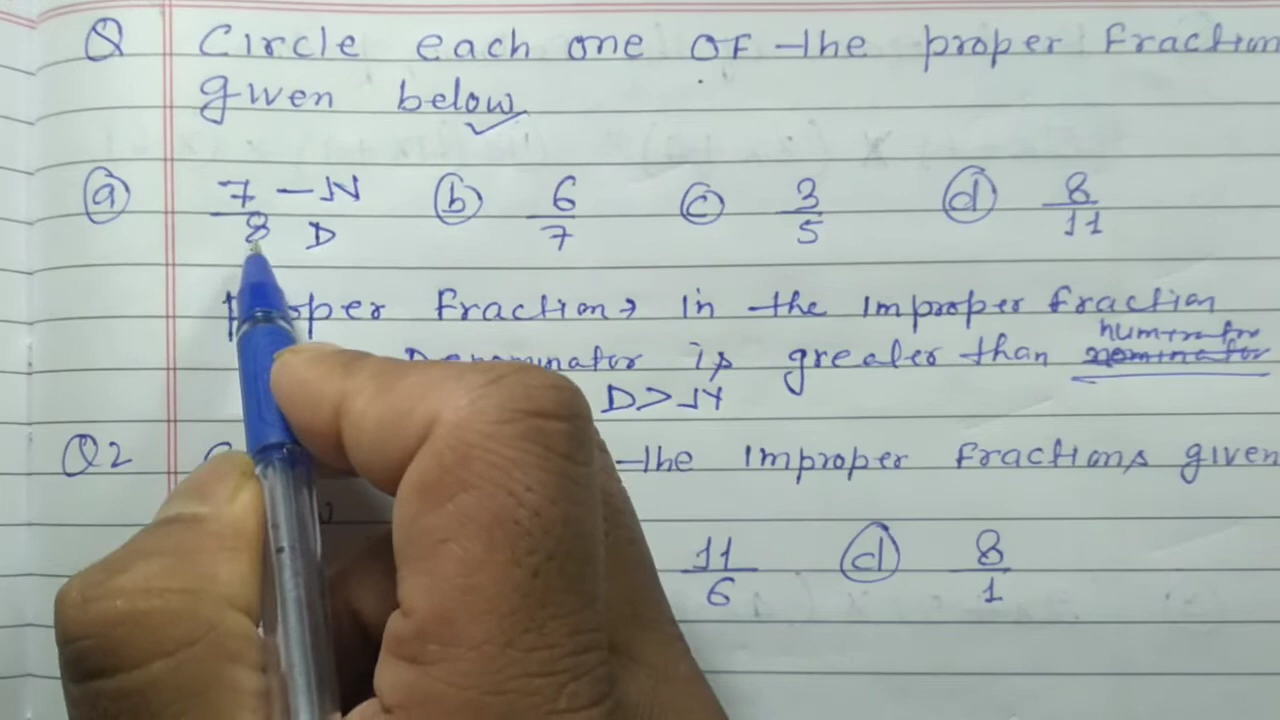 Q Circle each one OF the proper Fraction
given below
(a) 7/8 - N D (b) 6/7 (c) 3/5 (d) 8/11
Fraction → In the Improper fraction
numerator
is greater than nominator
D > N
Q2 the Improper Fractions given
11/6 (d) 8/1